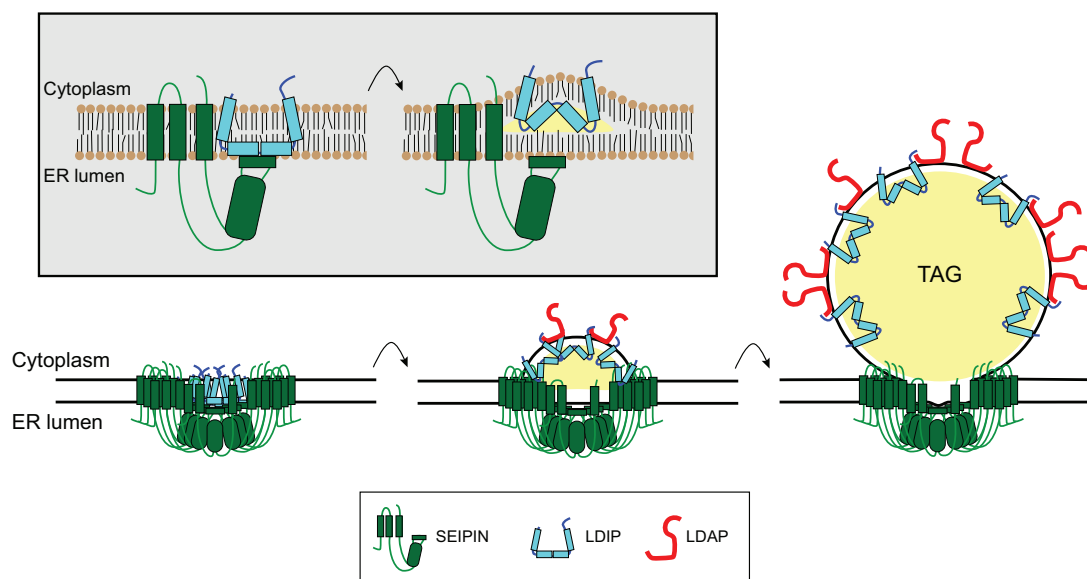 Cytoplasm
ER lumen
TAG
Cytoplasm
ER lumen
SEIPIN
LDIP
LDAP